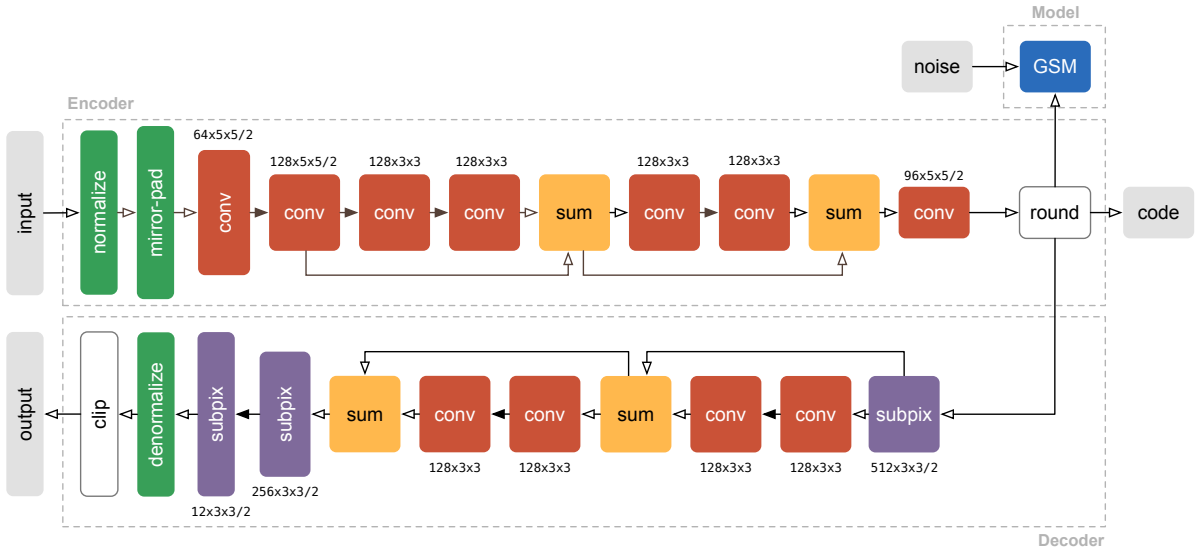 Model
noise
GSM
Encoder
input
normalize
mirror-pad
64x5x5/2
conv
128x5x5/2
conv
128x3x3
conv
128x3x3
conv
sum
128x3x3
conv
128x3x3
conv
sum
96x5x5/2
conv
round
code
output
clip
denormalize
subpix
12x3x3/2
subpix
256x3x3/2
sum
conv
128x3x3
conv
128x3x3
sum
conv
128x3x3
conv
128x3x3
subpix
512x3x3/2
Decoder